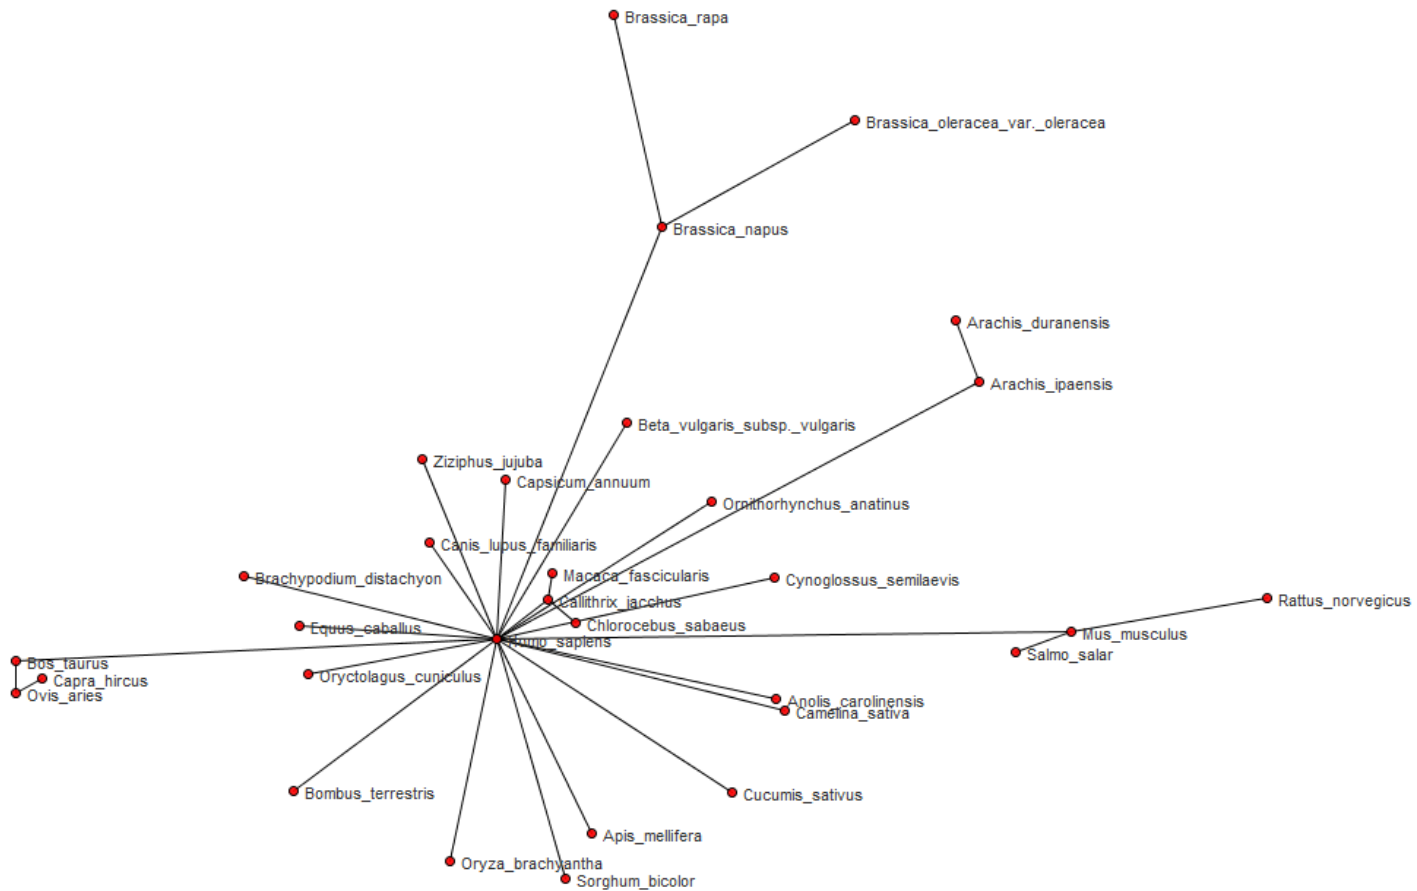 Brassica_rapa
Brassica_oleracea_var._oleracea
Brassica_napus
Arachis_duranensis
Arachis_ipaensis
Beta_vulgaris_subsp._vulgaris
Ziziphus_jujuba
Capsicum_annuum
Ornithorhynchus_anatinus
Canis_lupus_familiaris
Macaca_fascicularis
Brachypodium_distachyon
Cynoglossus_semilaevis
Callithrix_jacchus
Rattus_norvegicus
Chlorocebus_sabaeus
Equus_caballus
Mus_musculus
Homo_sapiens
Salmo_salar
Bos_taurus
Oryctolagus_cuniculus
Capra_hircus
Ovis_aries
Anolis_carolinensis
Camelina_sativa
Bombus_terrestris
Cucumis_sativus
Apis_mellifera
Oryza_brachyantha
Sorghum_bicolor